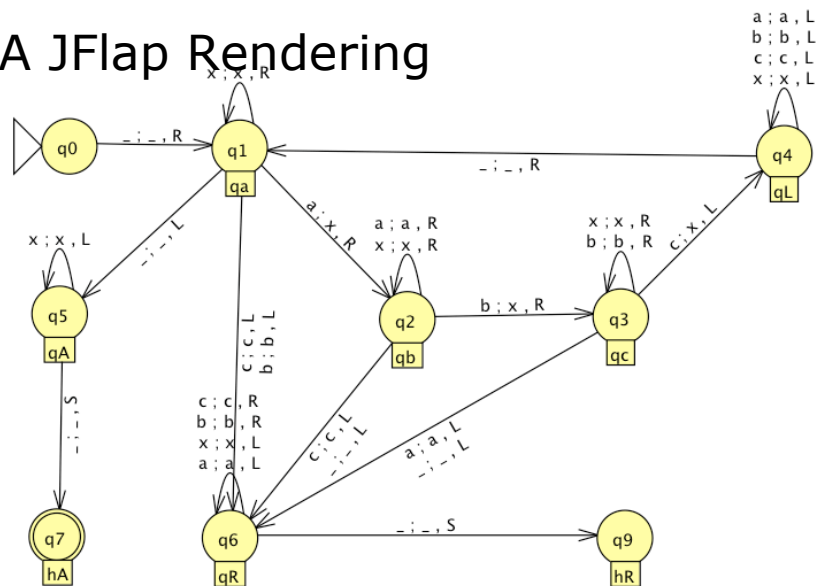 A JFlap Rendering
a ; a , L
b ; b , L
c ; c , L
x ; x , L
x ; x , R
q0
_ ; _ , R
q1
qa
_ ; _ , R
q4
qL
_ ; _ , L
a ; x , R
a ; a , R
x ; x , R
x ; x , R
b ; b , R
c ; x , L
x ; x , L
q5
qA
c ; c , L
b ; b , L
q2
qb
b ; x , R
q3
qc
_ ; _ , S
c ; c , R
b ; b , R
x ; x , L
a ; a , L
c ; c , L
_ ; _ , L
a ; a , L
_ ; _ , L
q7
hA
q6
qR
_ ; _ , S
q9
hR